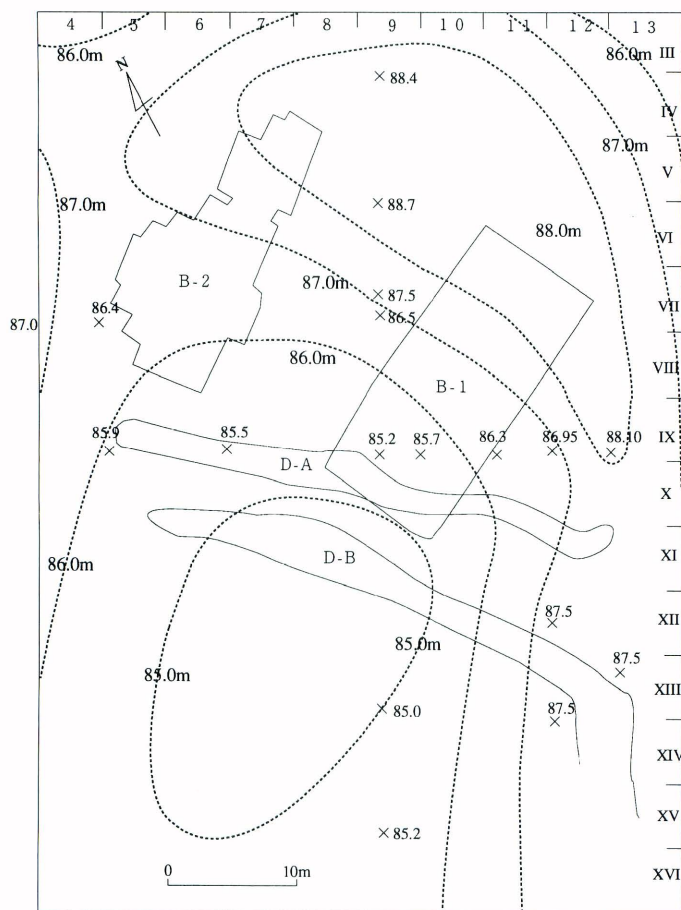 4 5 6 7 8 9 10 11 12 13
86.0m
86.0m
III
N
88.4
IV
87.0m
V
87.0m
88.7
88.0m
VI
B-2
87.0m
87.5
86.4
86.5
VII
87.0
86.0m
VIII
B-1
85.9
85.5
85.2
85.7
86.3
86.95
88.10
IX
D-A
X
D-B
XI
86.0m
87.5
XII
85.0m
87.5
85.0m
XIII
85.0
87.5
XIV
XV
85.2
0 10m
XVI